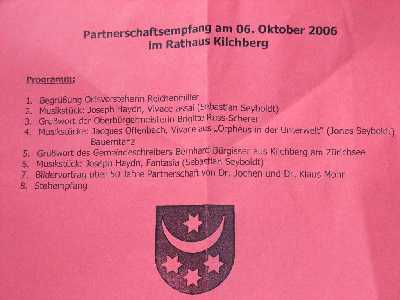 Partnerschaftsempfang am 06. Oktober 2006
im Rathaus Kilchberg
Programm:
1. Begrüßung Ortsvorsteherin Reichenmiller
2. Musikstück: Joseph Haydn, Vivace assai (Sebastian Seyboldt)
3. Grußwort der Oberbürgermeisterin Brigitte Russ-Scherer
4. Musikstücke: Jacques Offenbach, Vivace aus „Orpheus in der Unterwelt" (Jonas Seyboldt)
Bauerntanz
5. Grußwort des Gemeindeschreibers Bernhard Bürgisser aus Kilchberg am Zürichsee
6. Musikstück: Joseph Haydn, Fantasia (Sebastian Seyboldt)
7. Bildervortrag über 50 Jahre Partnerschaft von Dr. Jochen und Dr. Klaus Mohr
8. Stehempfang